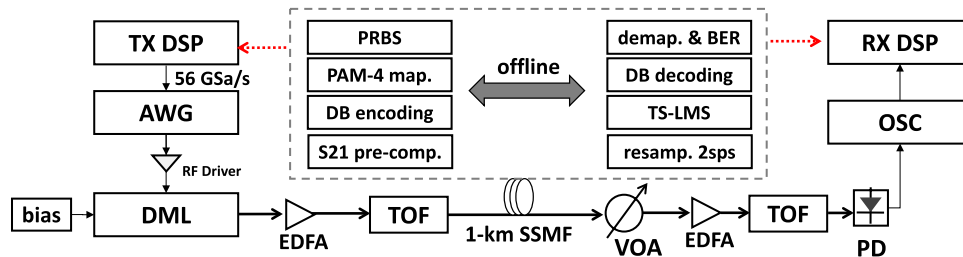 TX DSP
56 GSa/s
AWG
RF Driver
bias
DML
EDFA
TOF
1-km SSMF
VOA
EDFA
TOF
PD
OSC
RX DSP
PRBS
PAM-4 map.
DB encoding
S21 pre-comp.
offline
demap. & BER
DB decoding
TS-LMS
resamp. 2sps